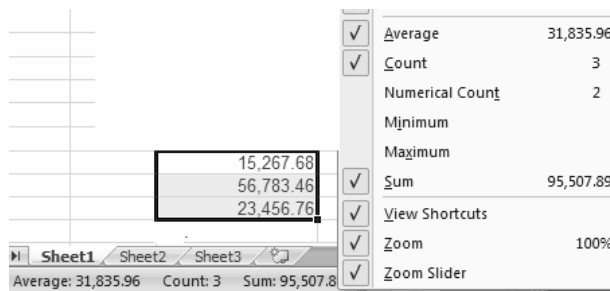 Average 31,835.96
Count 3
Numerical Count 2
Minimum
Maximum
15,267.68
56,783.46
Sum 95,507.89
23,456.76
View Shortcuts
Sheet1 Sheet2 Sheet3
Zoom 100%
Average: 31,835.96 Count: 3 Sum: 95,507.8
Zoom Slider